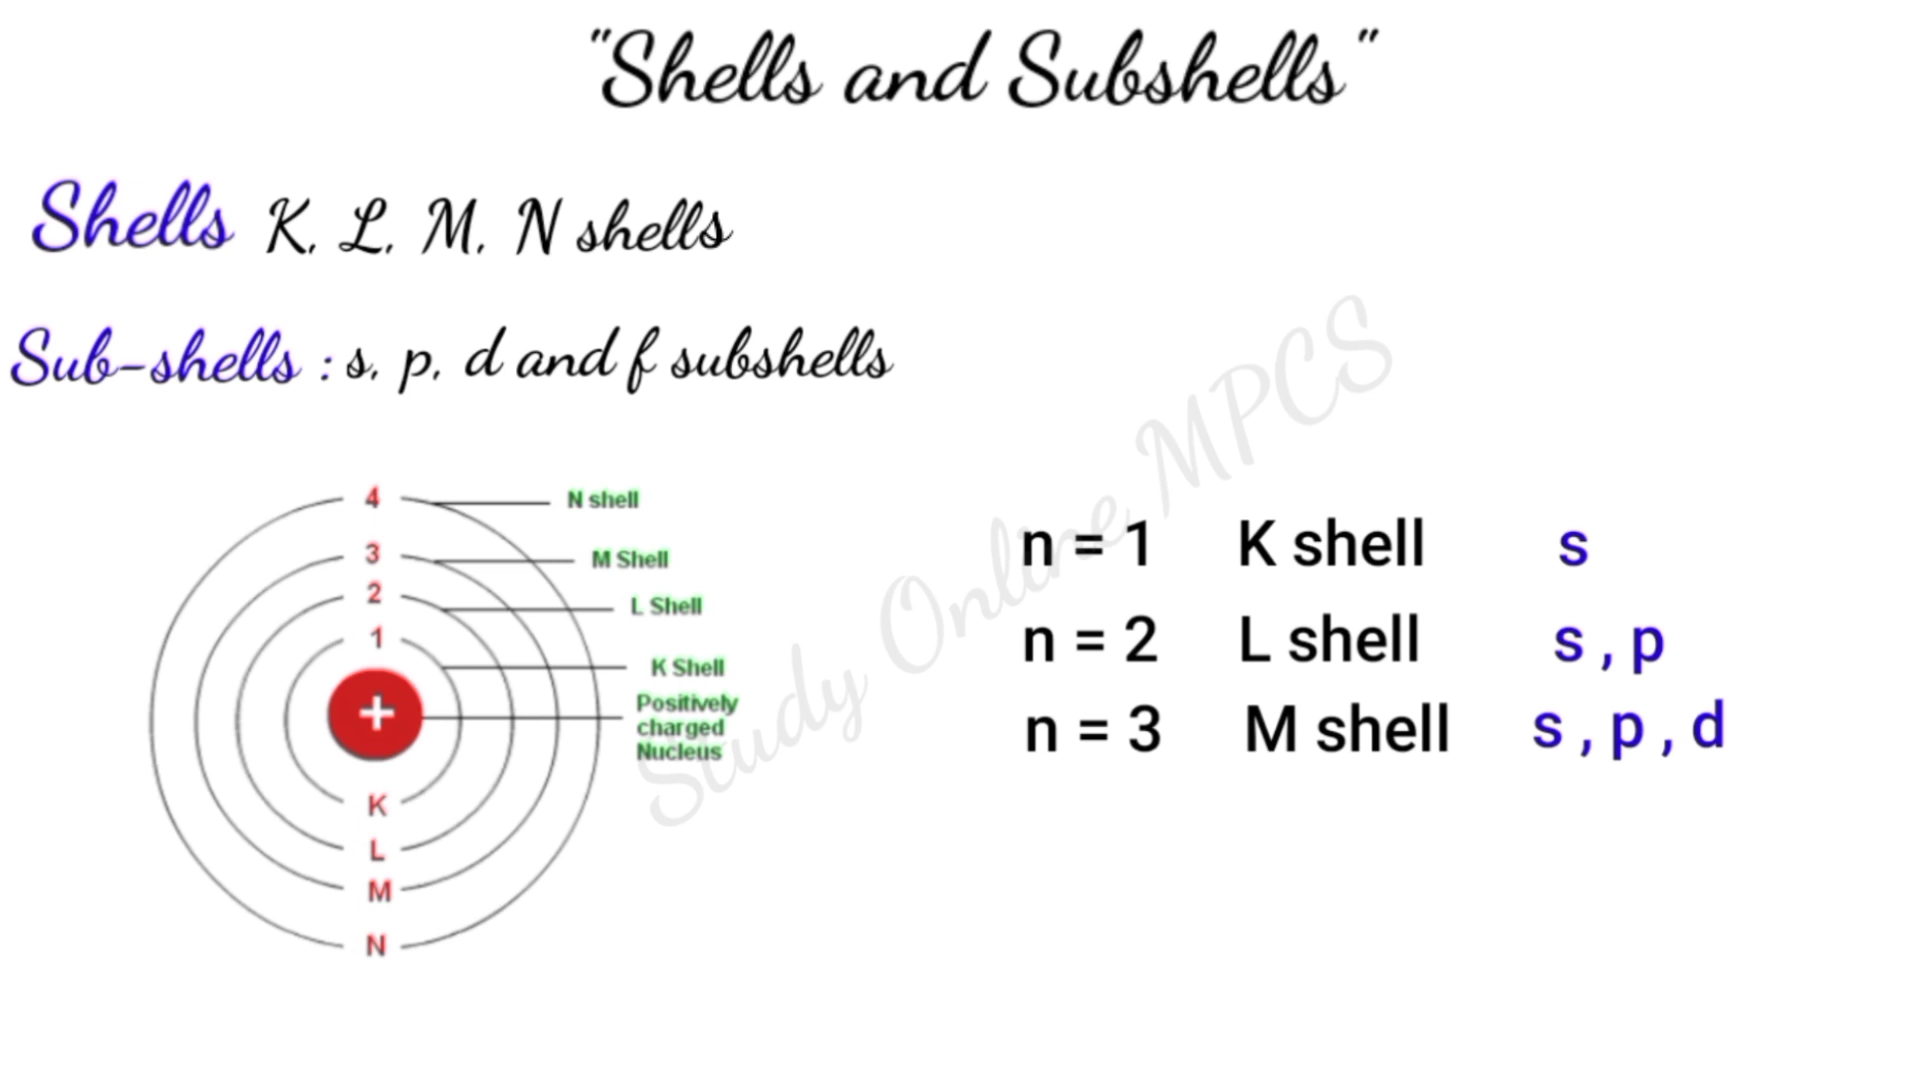 "Shells and Subshells"
Shells K, L, M, N shells
Sub-shells : s, p, d and f subshells
4 N shell
3 M Shell
2 L Shell
1 K Shell
+
Positively
charged
Nucleus
K
L
M
N
n = 1 K shell s
n = 2 L shell s , p
n = 3 M shell s , p , d
Study Online MPCS